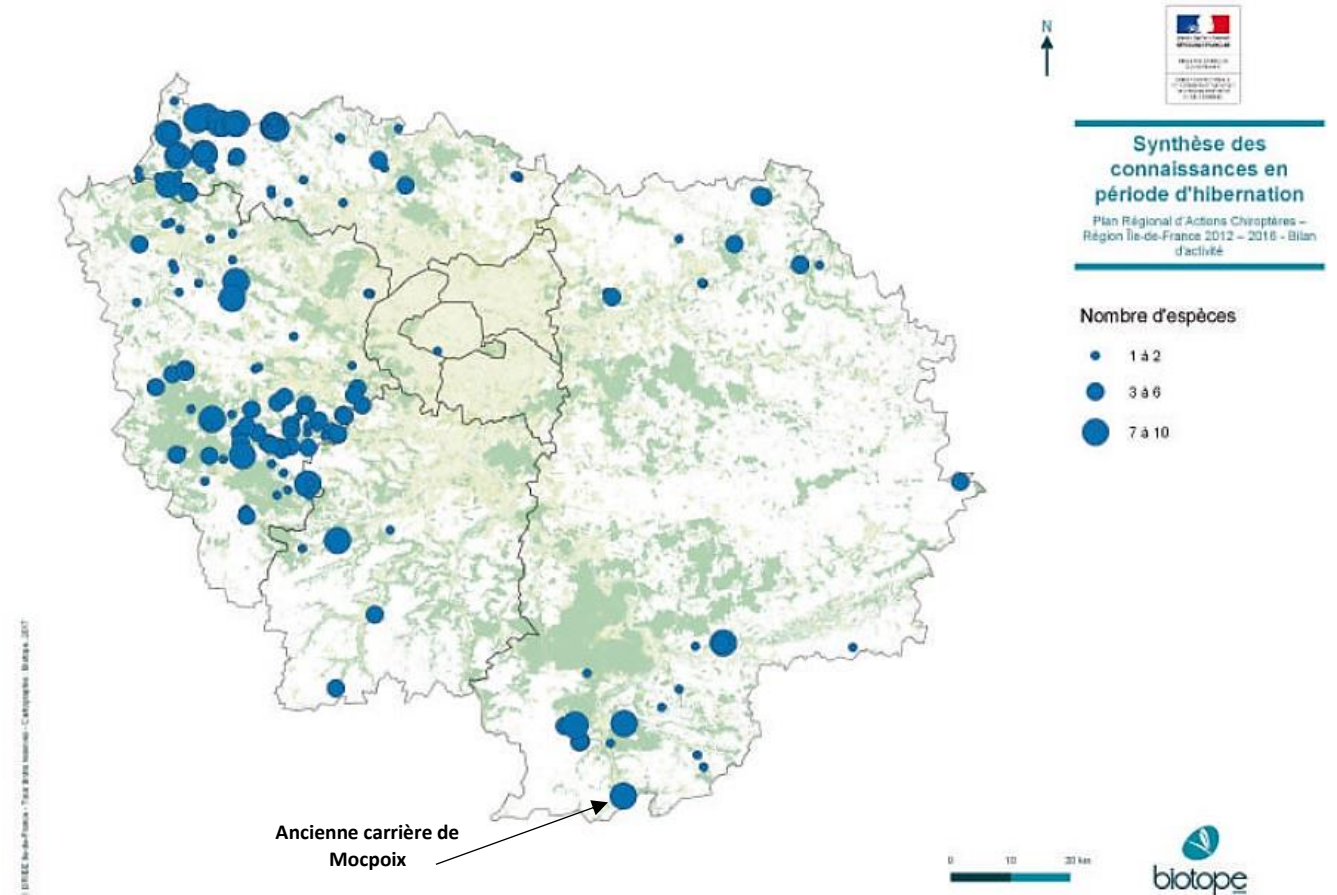 N
Synthèse des
connaissances en
période d'hibernation
Plan Régional d'Actions Chiroptères –
Région Île-de-France 2012 – 2016 - Bilan
d'activité
Nombre d'espèces
1 à 2
3 à 6
7 à 10
Ancienne carrière de
Mocpoix
0 10 20 km
biotope